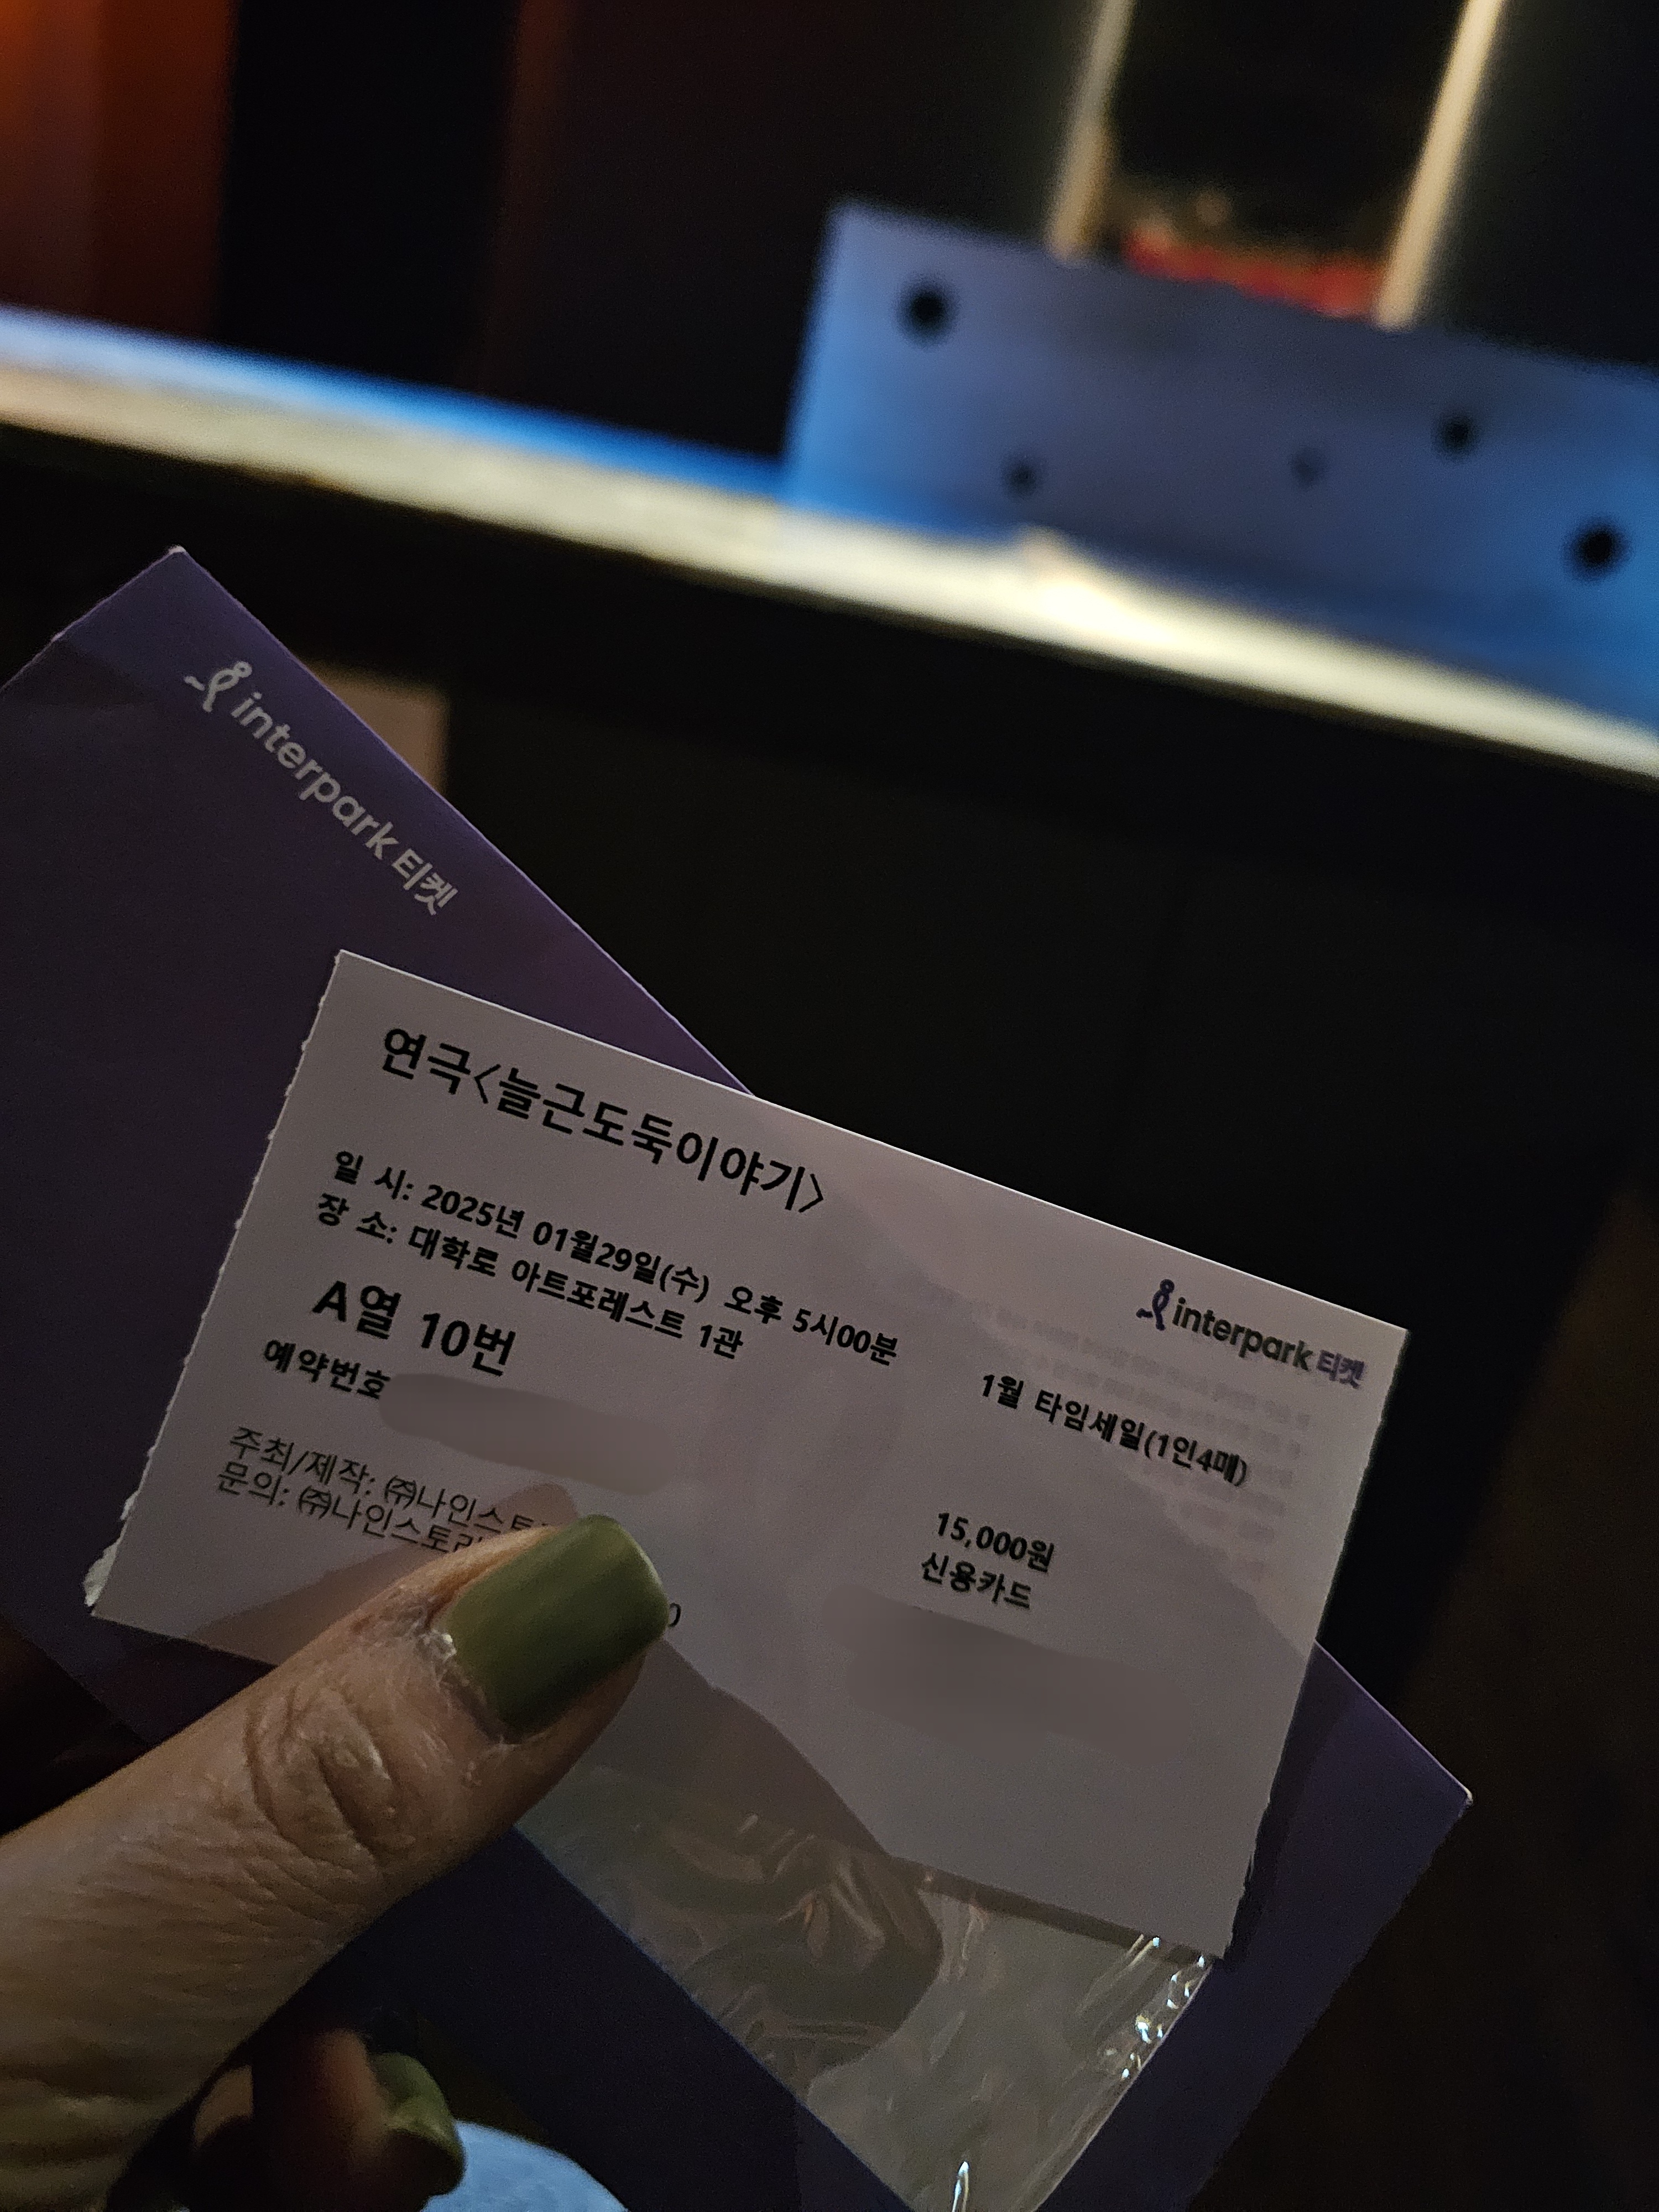 interpark 티켓
연극<늘근도둑이야기>
일 시: 2025년 01월29일(수) 오후 5시00분
장 소: 대학로 아트포레스트 1관
A열 10번
예약번호
주최/제작: ㈜나인스토
문의: ㈜나인스토리
interpark 티켓
1월 타임세일(1인4매)
15,000원
신용카드